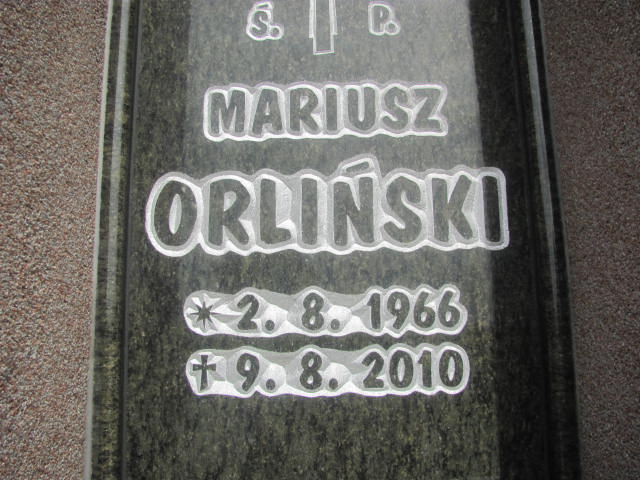 Ś. P.
MARIUSZ
ORLIŃSKI
* 2. 8. 1966
✝ 9. 8. 2010